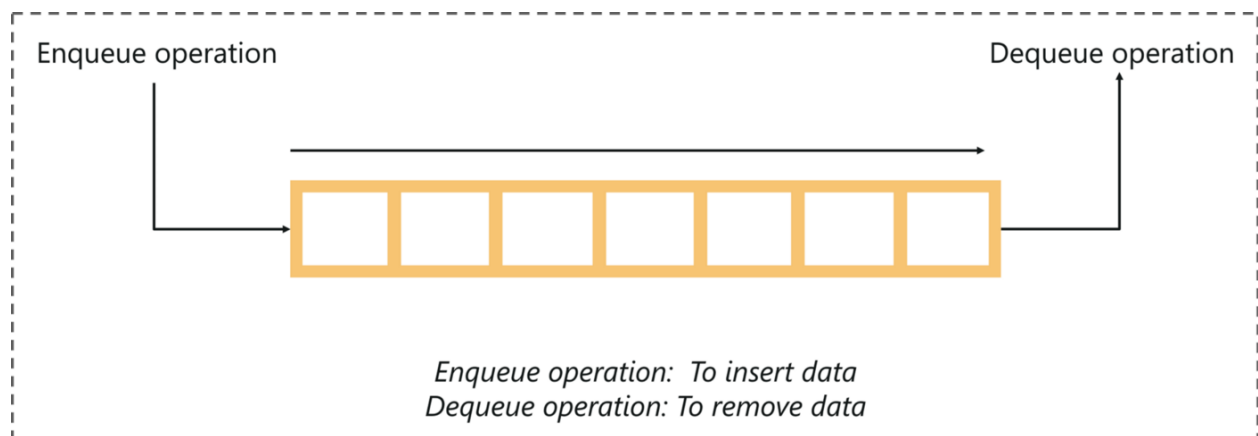 Enqueue operation
Dequeue operation
Enqueue operation:  To insert data
Dequeue operation: To remove data